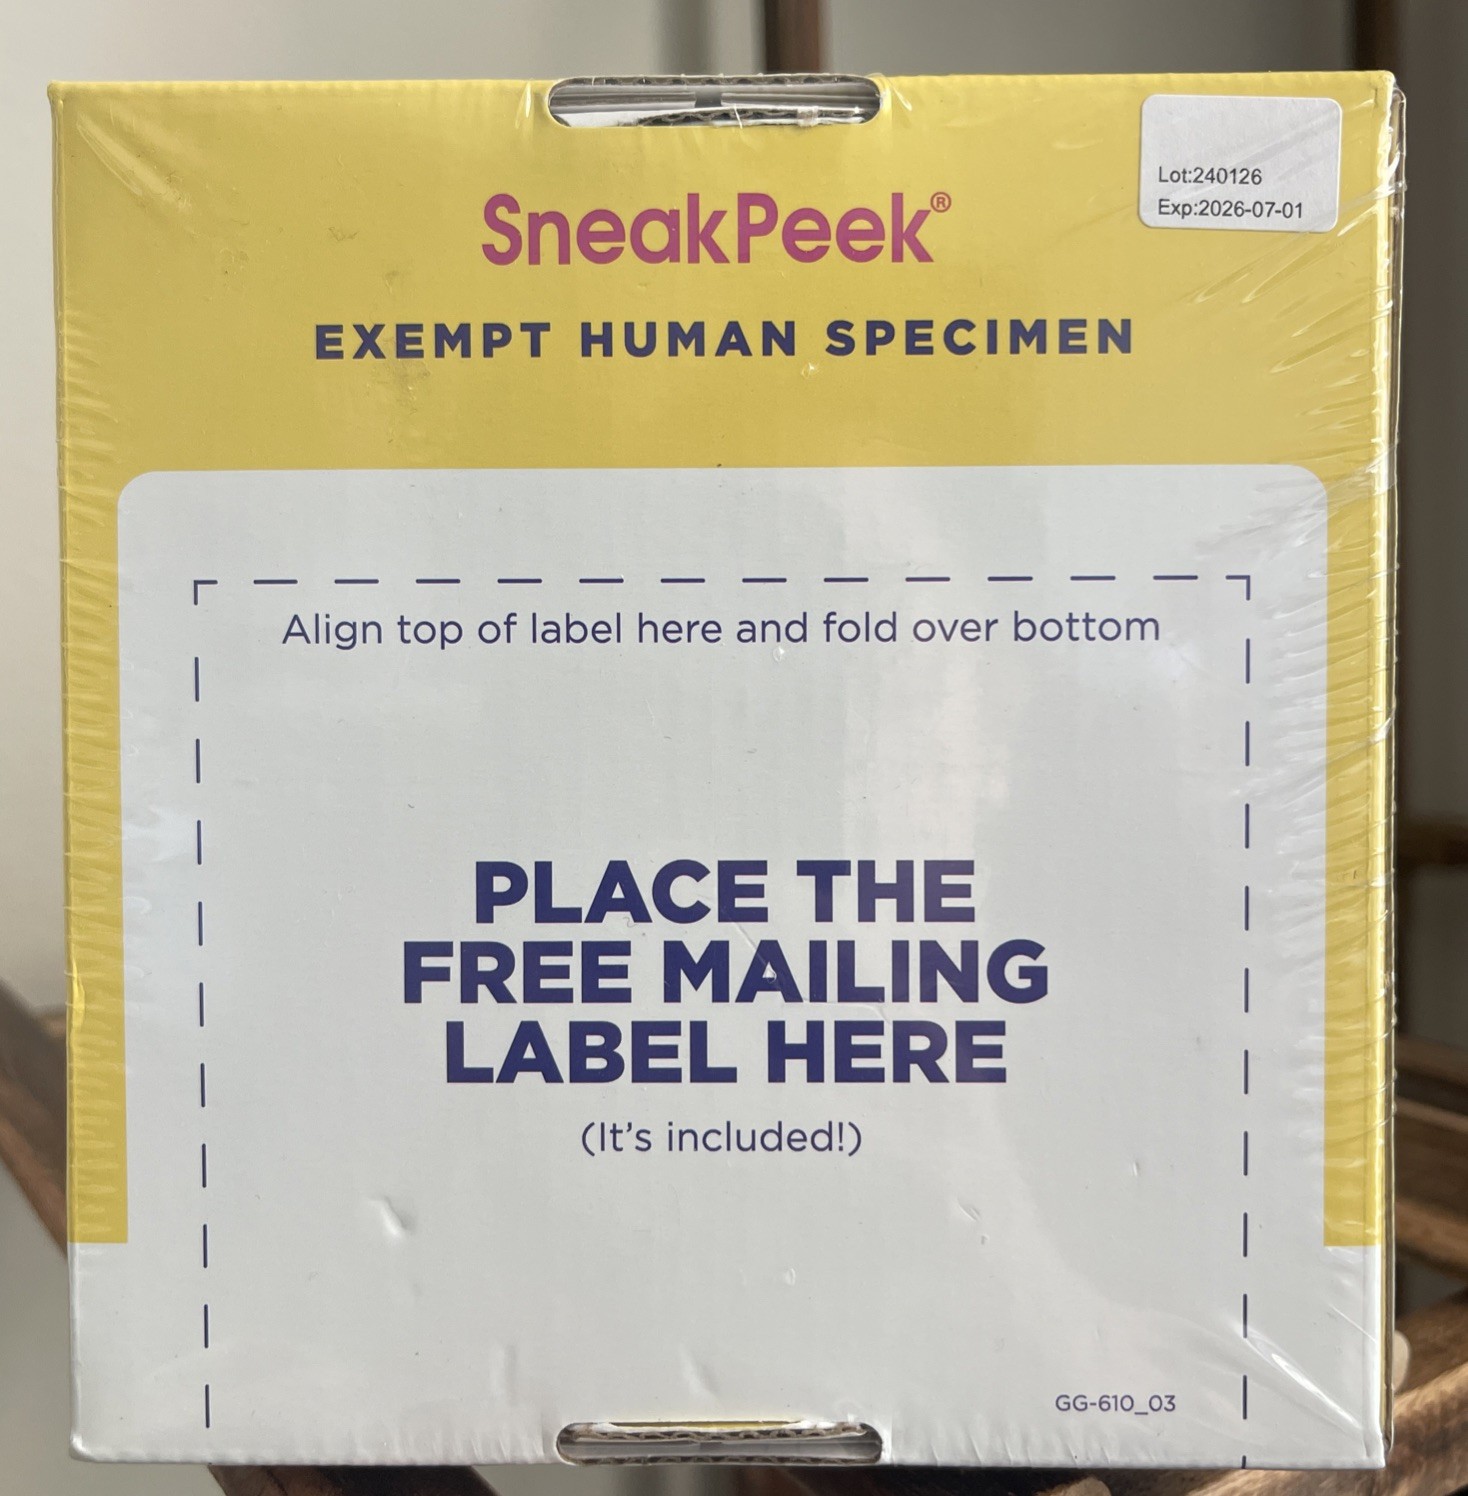 Lot:240126
Exp:2026-07-01
SneakPeek®
EXEMPT HUMAN SPECIMEN
Align top of label here and fold over bottom
PLACE THE
FREE MAILING
LABEL HERE
(It's included!)
GG-610_03